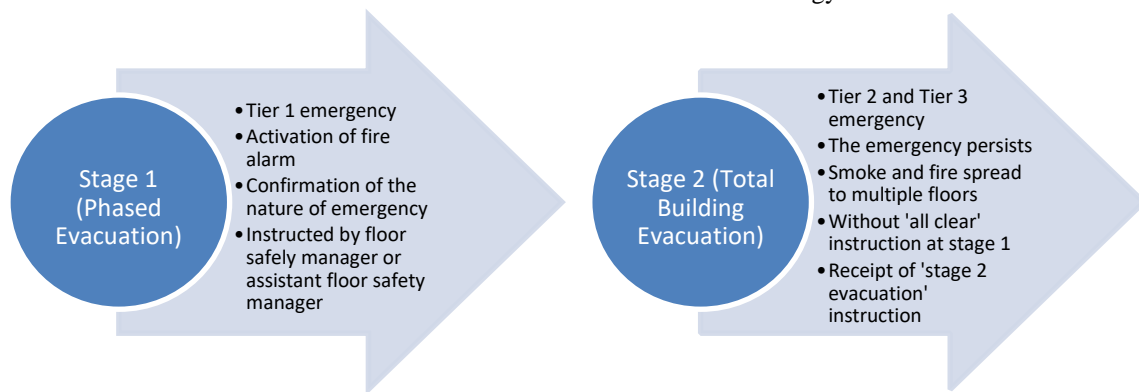 gy
Stage 1
(Phased
Evacuation)
•Tier 1 emergency
•Activation of fire
alarm
•Confirmation of the
nature of emergency
•Instructed by floor
safely manager or
assistant floor safety
manager
Stage 2 (Total
Building
Evacuation)
•Tier 2 and Tier 3
emergency
•The emergency persists
•Smoke and fire spread
to multiple floors
•Without 'all clear'
instruction at stage 1
•Receipt of 'stage 2
evacuation'
instruction